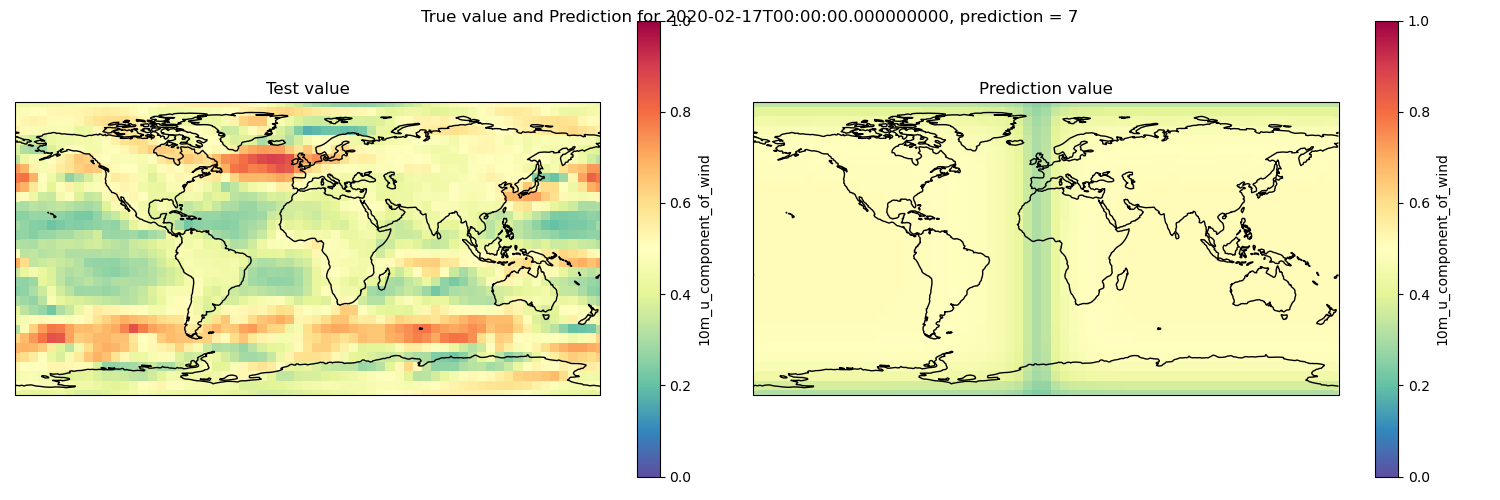 True value and Prediction for 2020-02-17T00:00:00.000000000, prediction = 7
Test value
1.0
0.8
0.6
0.4
0.2
0.0
10m_u_component_of_wind
Prediction value
1.0
0.8
0.6
0.4
0.2
0.0
10m_u_component_of_wind